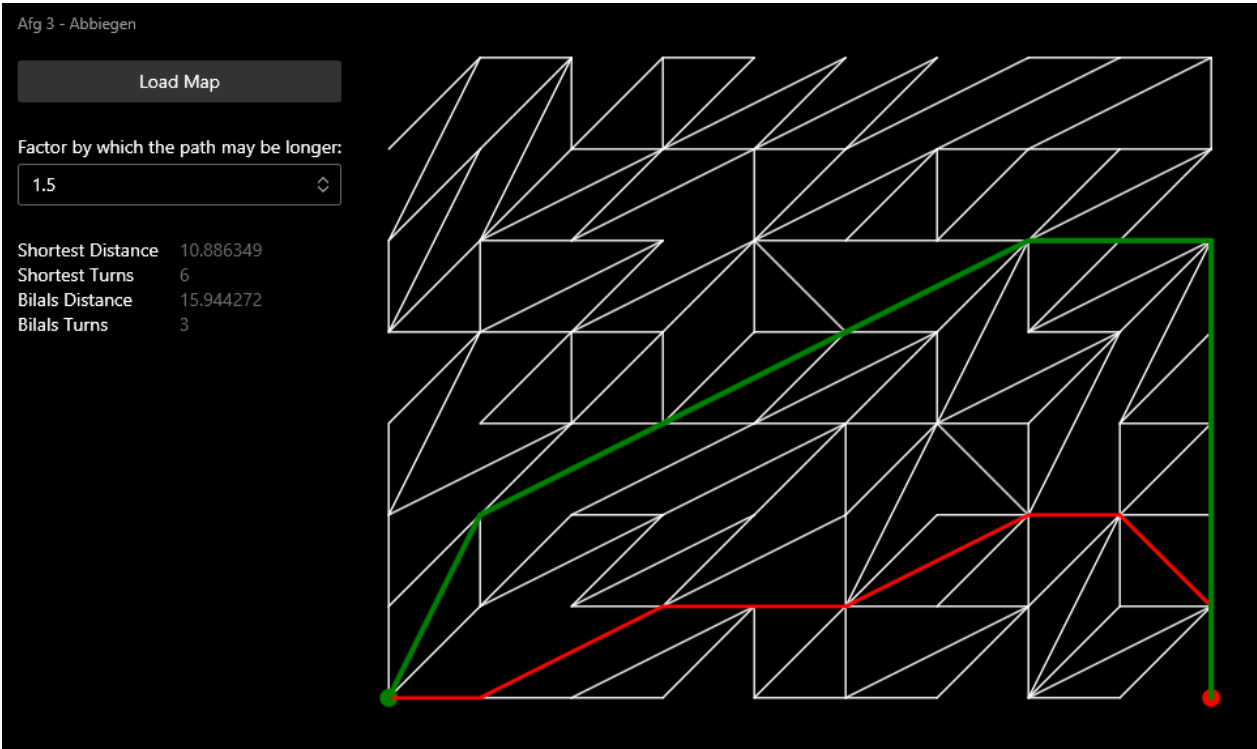 Afg 3 - Abbiegen
Load Map
Factor by which the path may be longer:
1.5
Shortest Distance 10.886349
Shortest Turns 6
Bilals Distance 15.944272
Bilals Turns 3